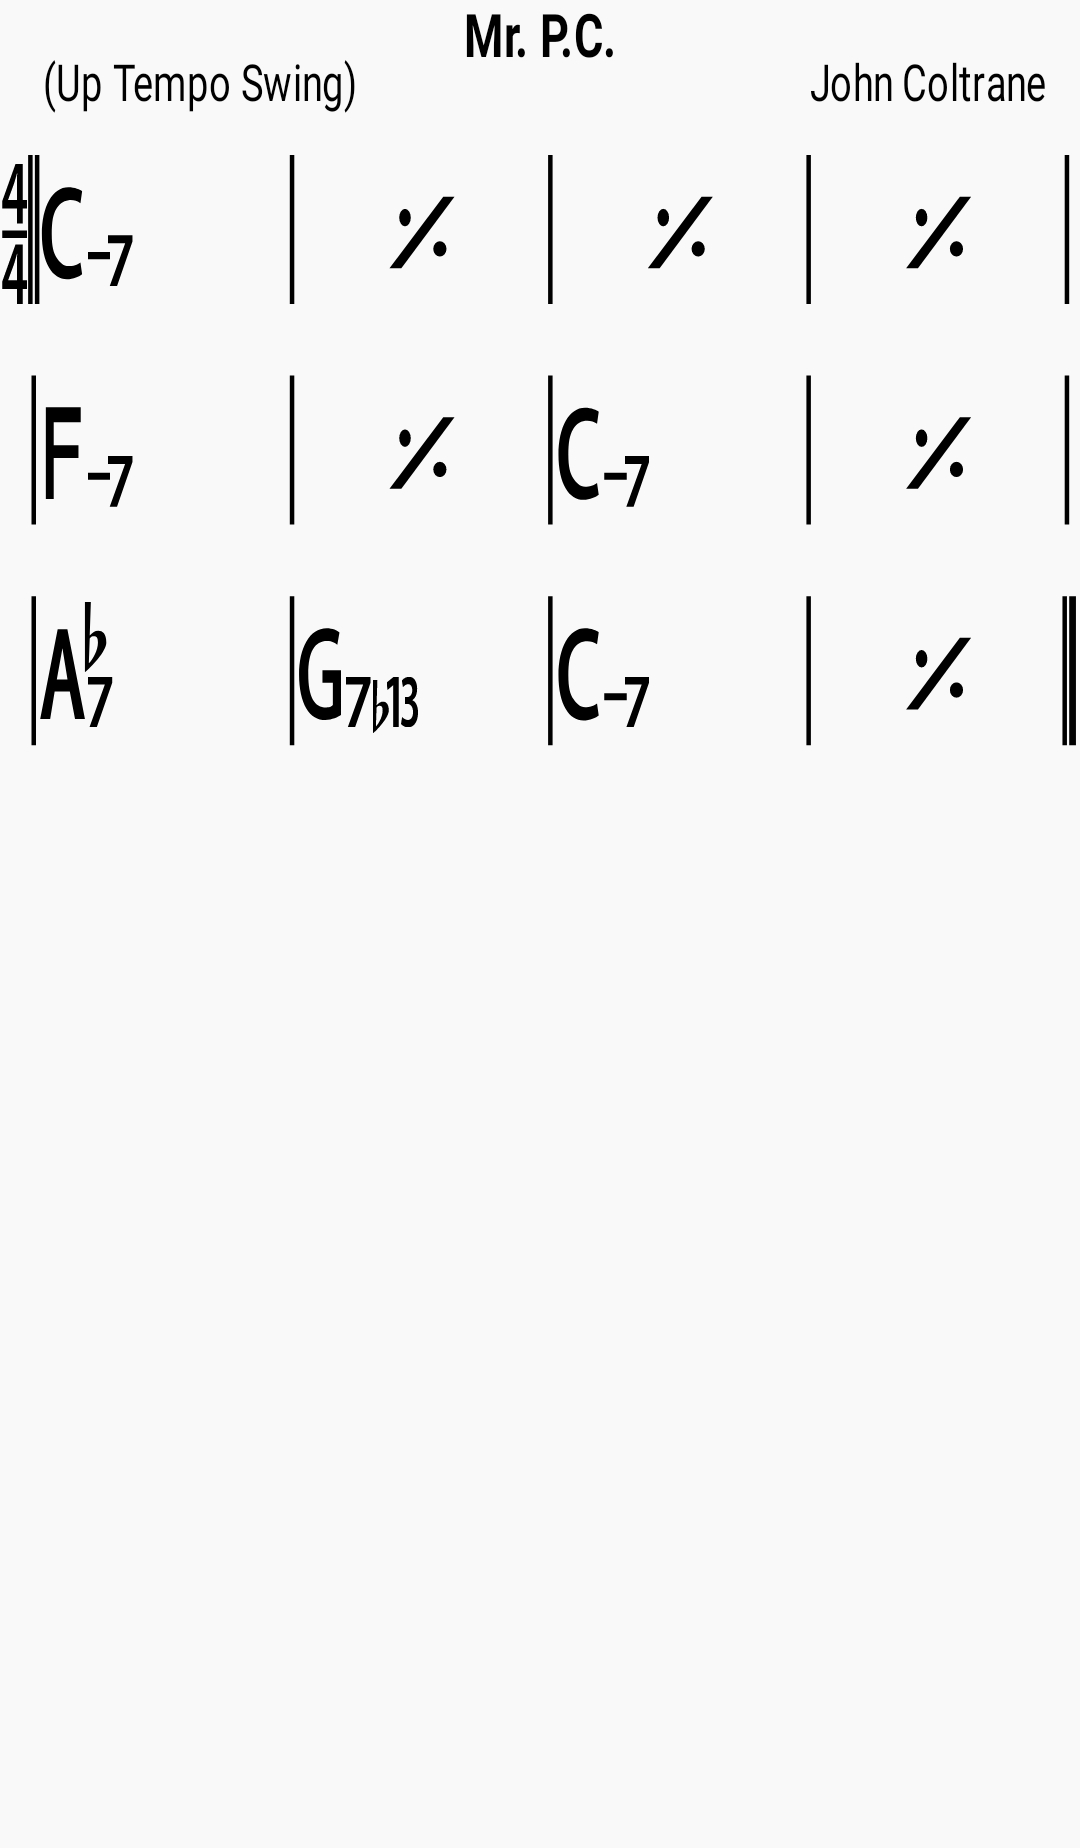 Mr. P.C.
(Up Tempo Swing) John Coltrane
4/4 C–7 | 𝄎 | 𝄎 | 𝄎
F–7 | 𝄎 | C–7 | 𝄎
A♭7 | G7♭13 | C–7 | 𝄎